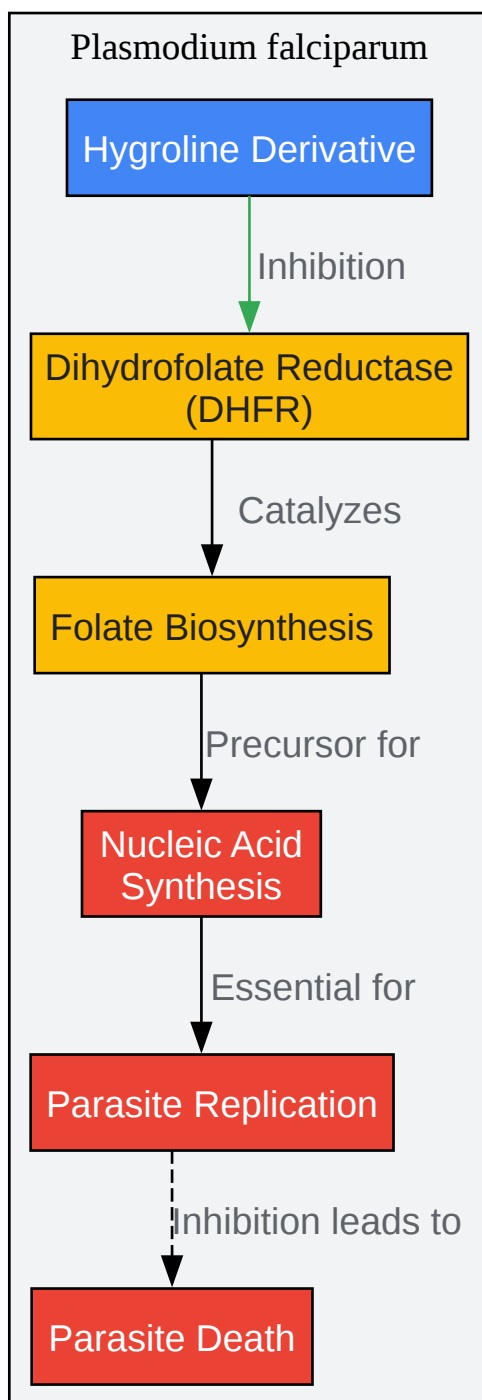 Plasmodium falciparum
Hygroline Derivative
Inhibition
Dihydrofolate Reductase
(DHFR)
Catalyzes
Folate Biosynthesis
Precursor for
Nucleic Acid
Synthesis
Essential for
Parasite Replication
Inhibition leads to
Parasite Death